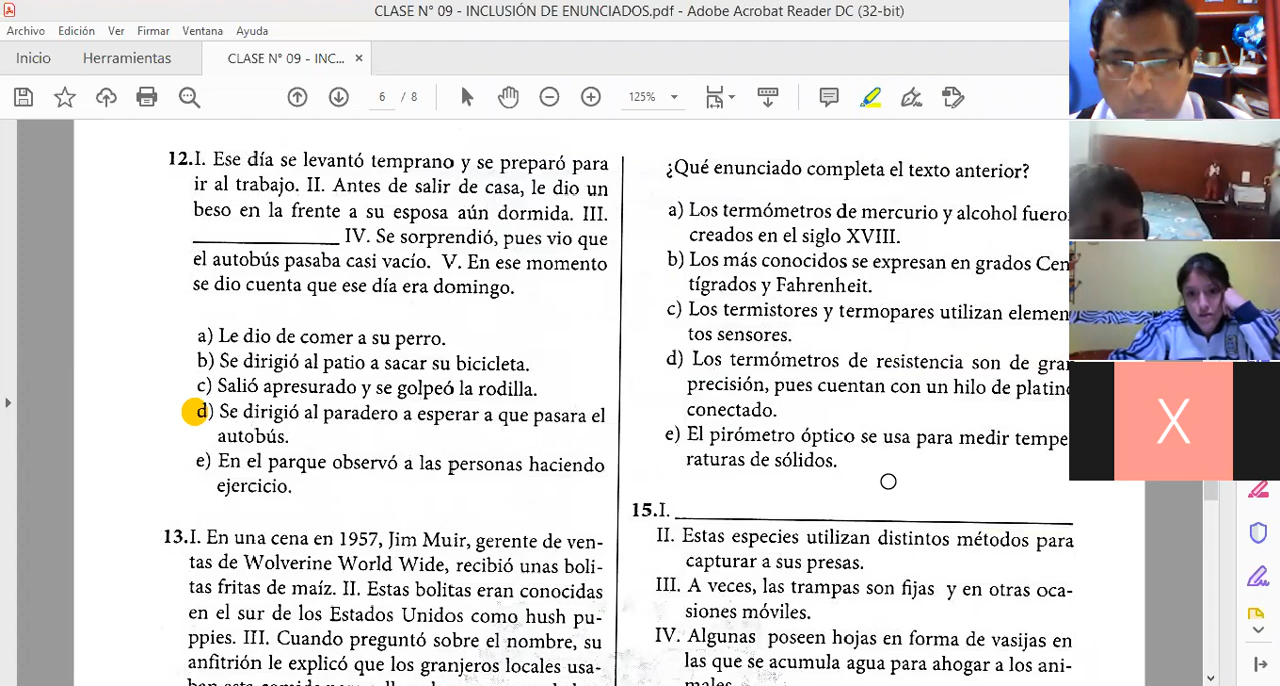 CLASE N° 09 - INCLUSIÓN DE ENUNCIADOS.pdf - Adobe Acrobat Reader DC (32-bit)
Archivo Edición Ver Firmar Ventana Ayuda
Inicio Herramientas CLASE N° 09 - INC... ×
6 / 8 125%
12.I. Ese día se levantó temprano y se preparó para
ir al trabajo. II. Antes de salir de casa, le dio un
beso en la frente a su esposa aún dormida. III.
_______________ IV. Se sorprendió, pues vio que
el autobús pasaba casi vacío. V. En ese momento
se dio cuenta que ese día era domingo.
a) Le dio de comer a su perro.
b) Se dirigió al patio a sacar su bicicleta.
c) Salió apresurado y se golpeó la rodilla.
d) Se dirigió al paradero a esperar a que pasara el
autobús.
e) En el parque observó a las personas haciendo
ejercicio.
13.I. En una cena en 1957, Jim Muir, gerente de ven-
tas de Wolverine World Wide, recibió unas boli-
tas fritas de maíz. II. Estas bolitas eran conocidas
en el sur de los Estados Unidos como hush pu-
ppies. III. Cuando preguntó sobre el nombre, su
anfitrión le explicó que los granjeros locales usa-
¿Qué enunciado completa el texto anterior?
a) Los termómetros de mercurio y alcohol fuero
creados en el siglo XVIII.
b) Los más conocidos se expresan en grados Cen
tígrados y Fahrenheit.
c) Los termistores y termopares utilizan elemen
tos sensores.
d) Los termómetros de resistencia son de gra
precisión, pues cuentan con un hilo de platin
conectado.
e) El pirómetro óptico se usa para medir tempe
raturas de sólidos.
15.I. _______________
II. Estas especies utilizan distintos métodos para
capturar a sus presas.
III. A veces, las trampas son fijas y en otras oca-
siones móviles.
IV. Algunas poseen hojas en forma de vasijas en
las que se acumula agua para ahogar a los ani-
males.
X